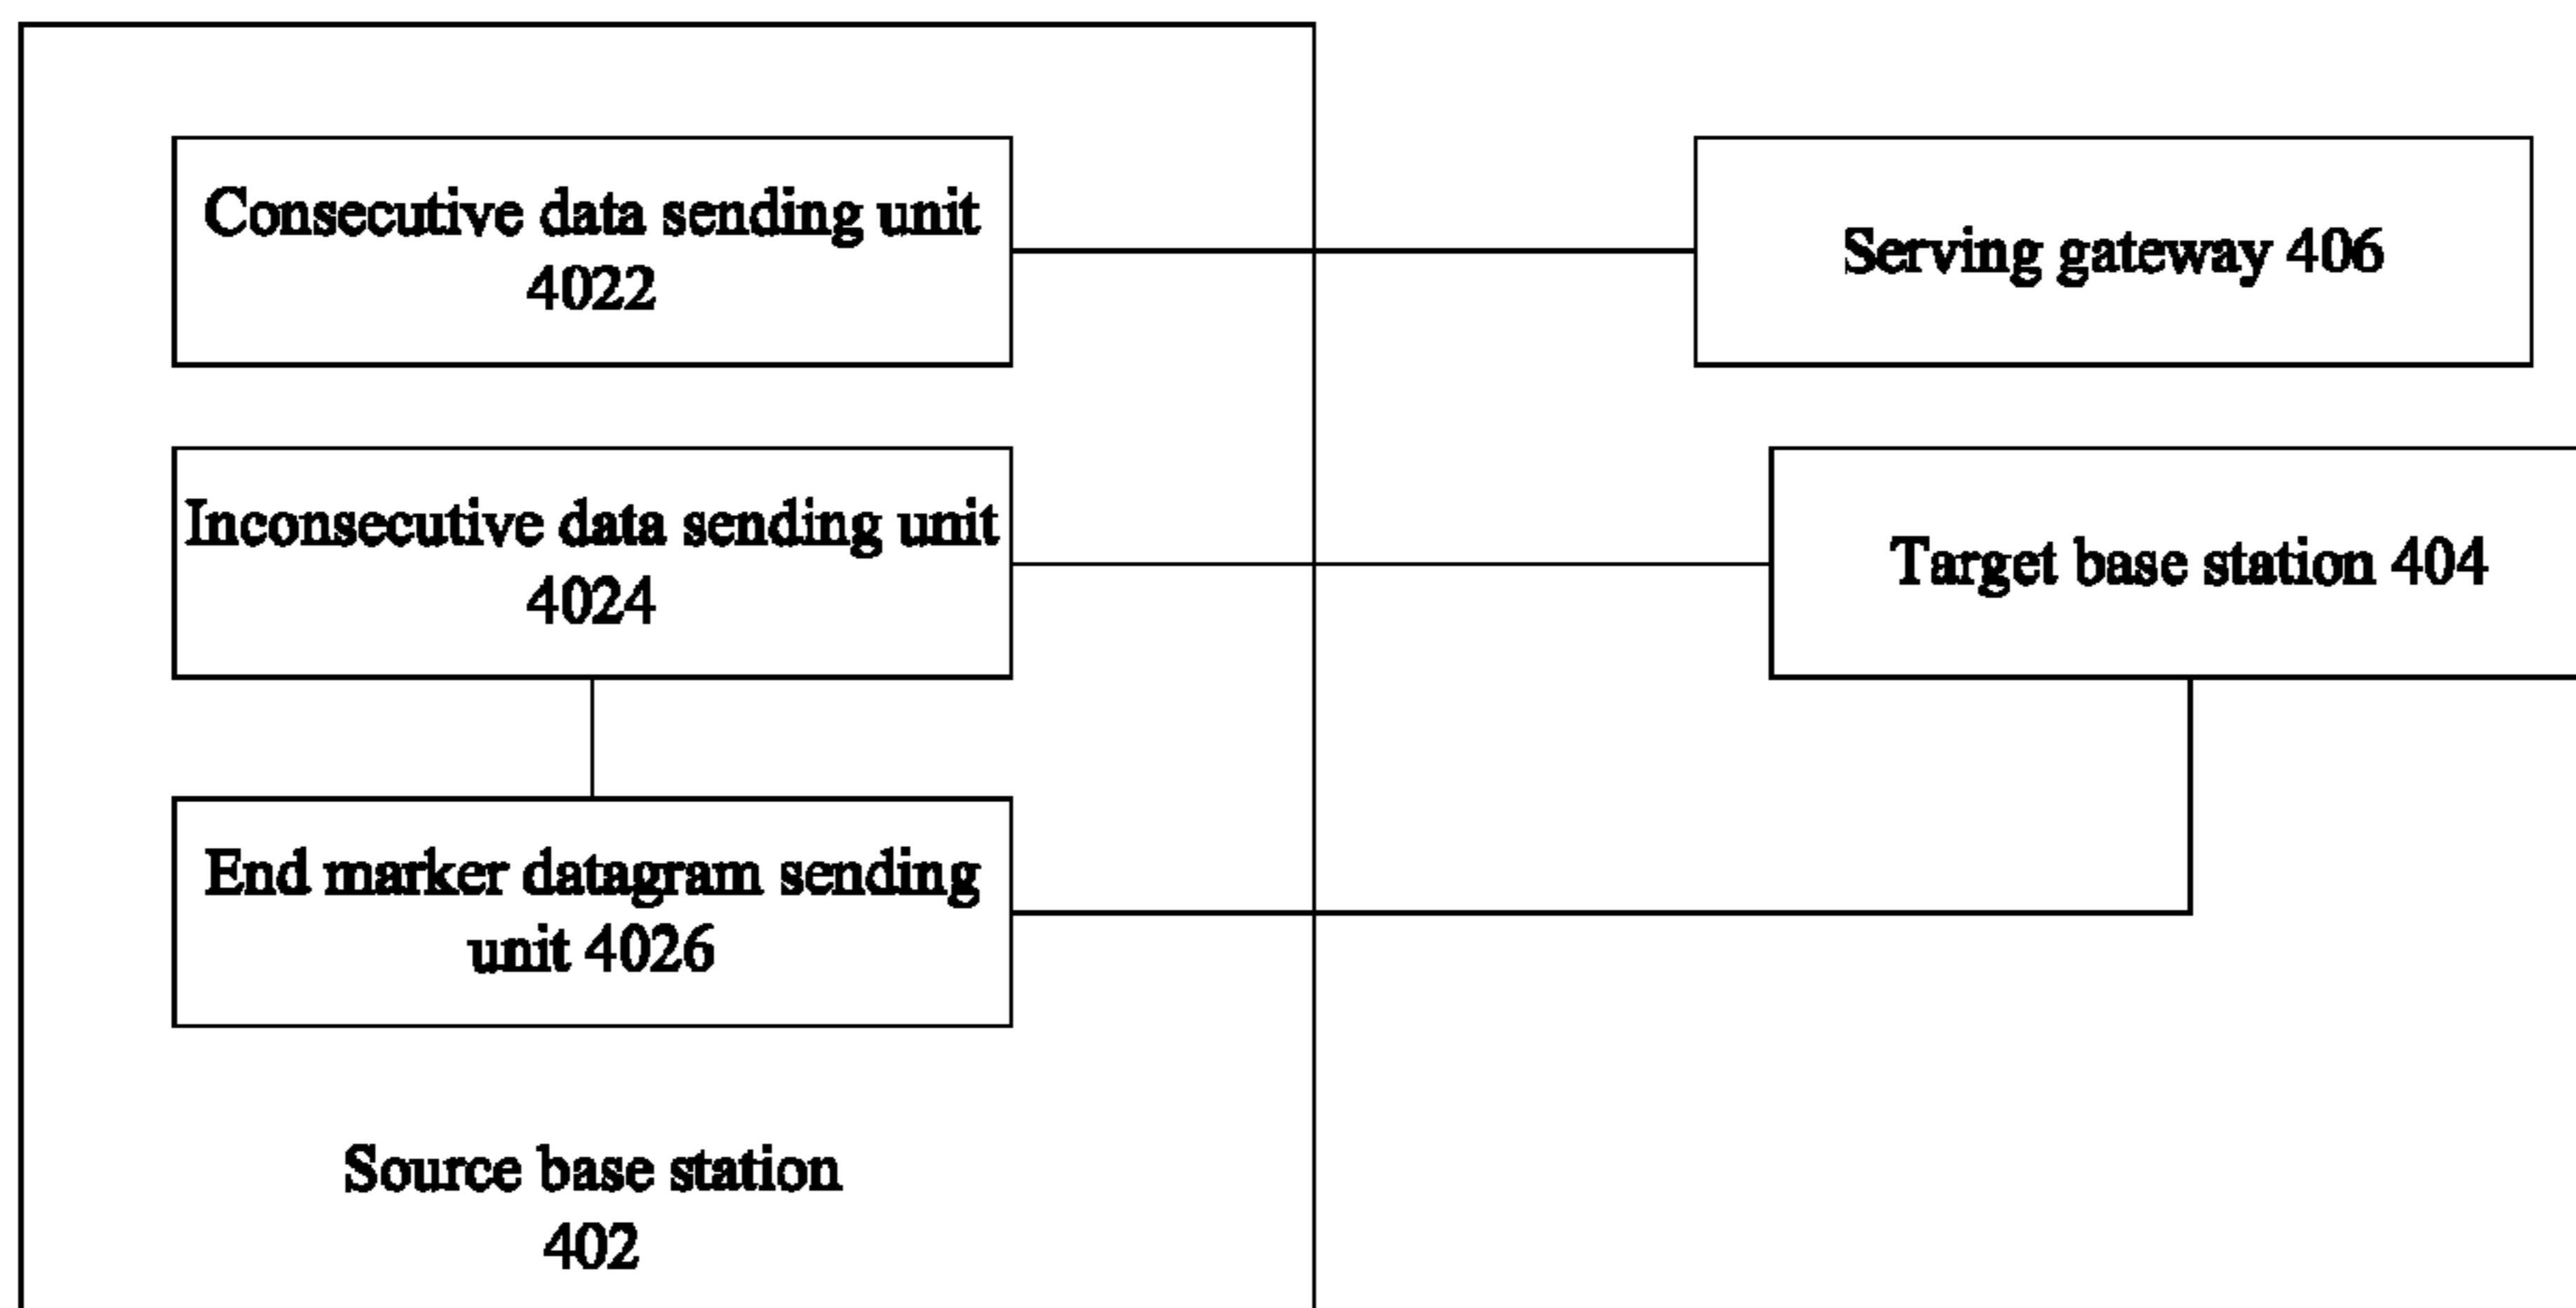 Consecutive data sending unit
4022
Serving gateway 406
Inconsecutive data sending unit
4024
Target base station 404
End marker datagram sending
unit 4026
Source base station
402